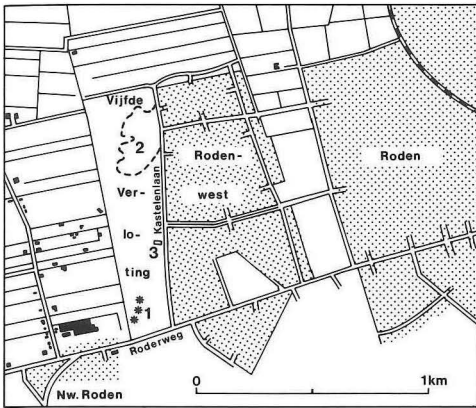 Vijfde
2
Roden-
west
Roden
Ver-
lo-
ting
Kastelenlaan
3
1
Roderweg
Nw. Roden
0
1km